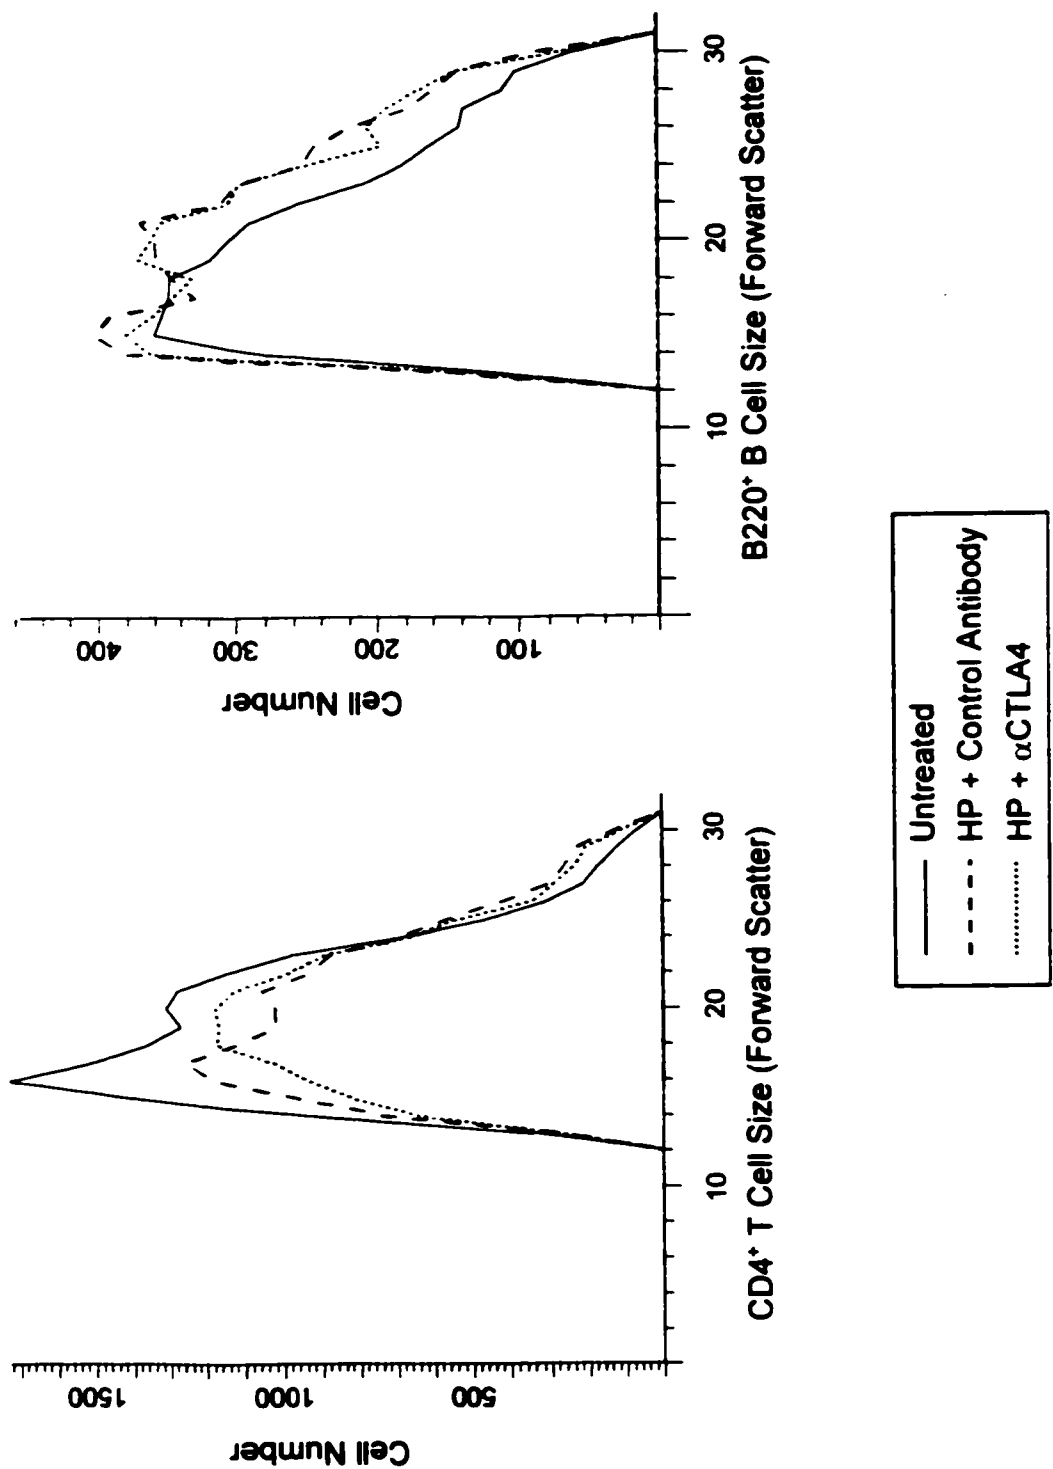 Cell Number
500
1000
1500
10
20
30
CD4⁺ T Cell Size (Forward Scatter)
Cell Number
100
200
300
400
10
20
30
B220⁺ B Cell Size (Forward Scatter)
Untreated
HP + Control Antibody
HP + αCTLA4